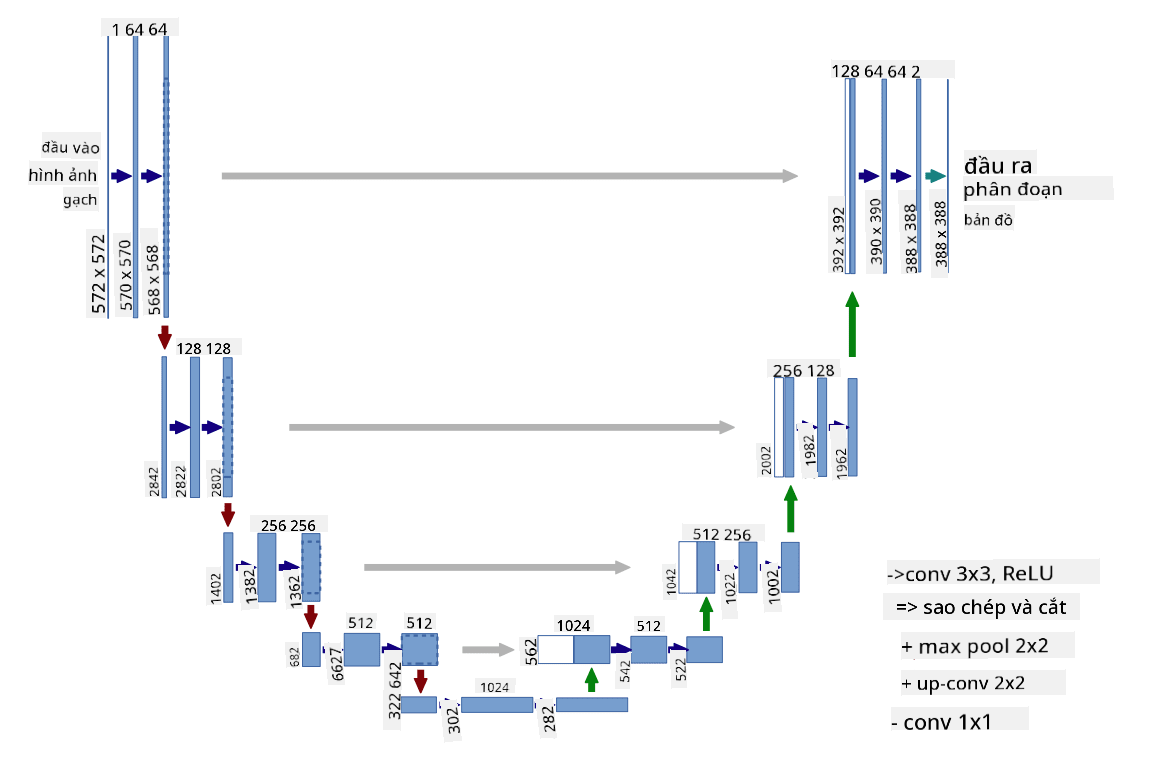 1 64 64
đầu vào
hình ảnh
gạch
572 x 572
570 x 570
568 x 568
128 64 64 2
392 x 392
390 x 390
388 x 388
388 x 388
đầu ra
phân đoạn
bản đồ
128 128
2842
2822
2802
256 128
2002
1982
1962
256 256
1402
1382
1362
512 256
1042
1022
1002
512
512
682
6627
322 642
1024
512
562
542
522
1024
302
282
->conv 3x3, ReLU
=> sao chép và cắt
+ max pool 2x2
+ up-conv 2x2
- conv 1x1